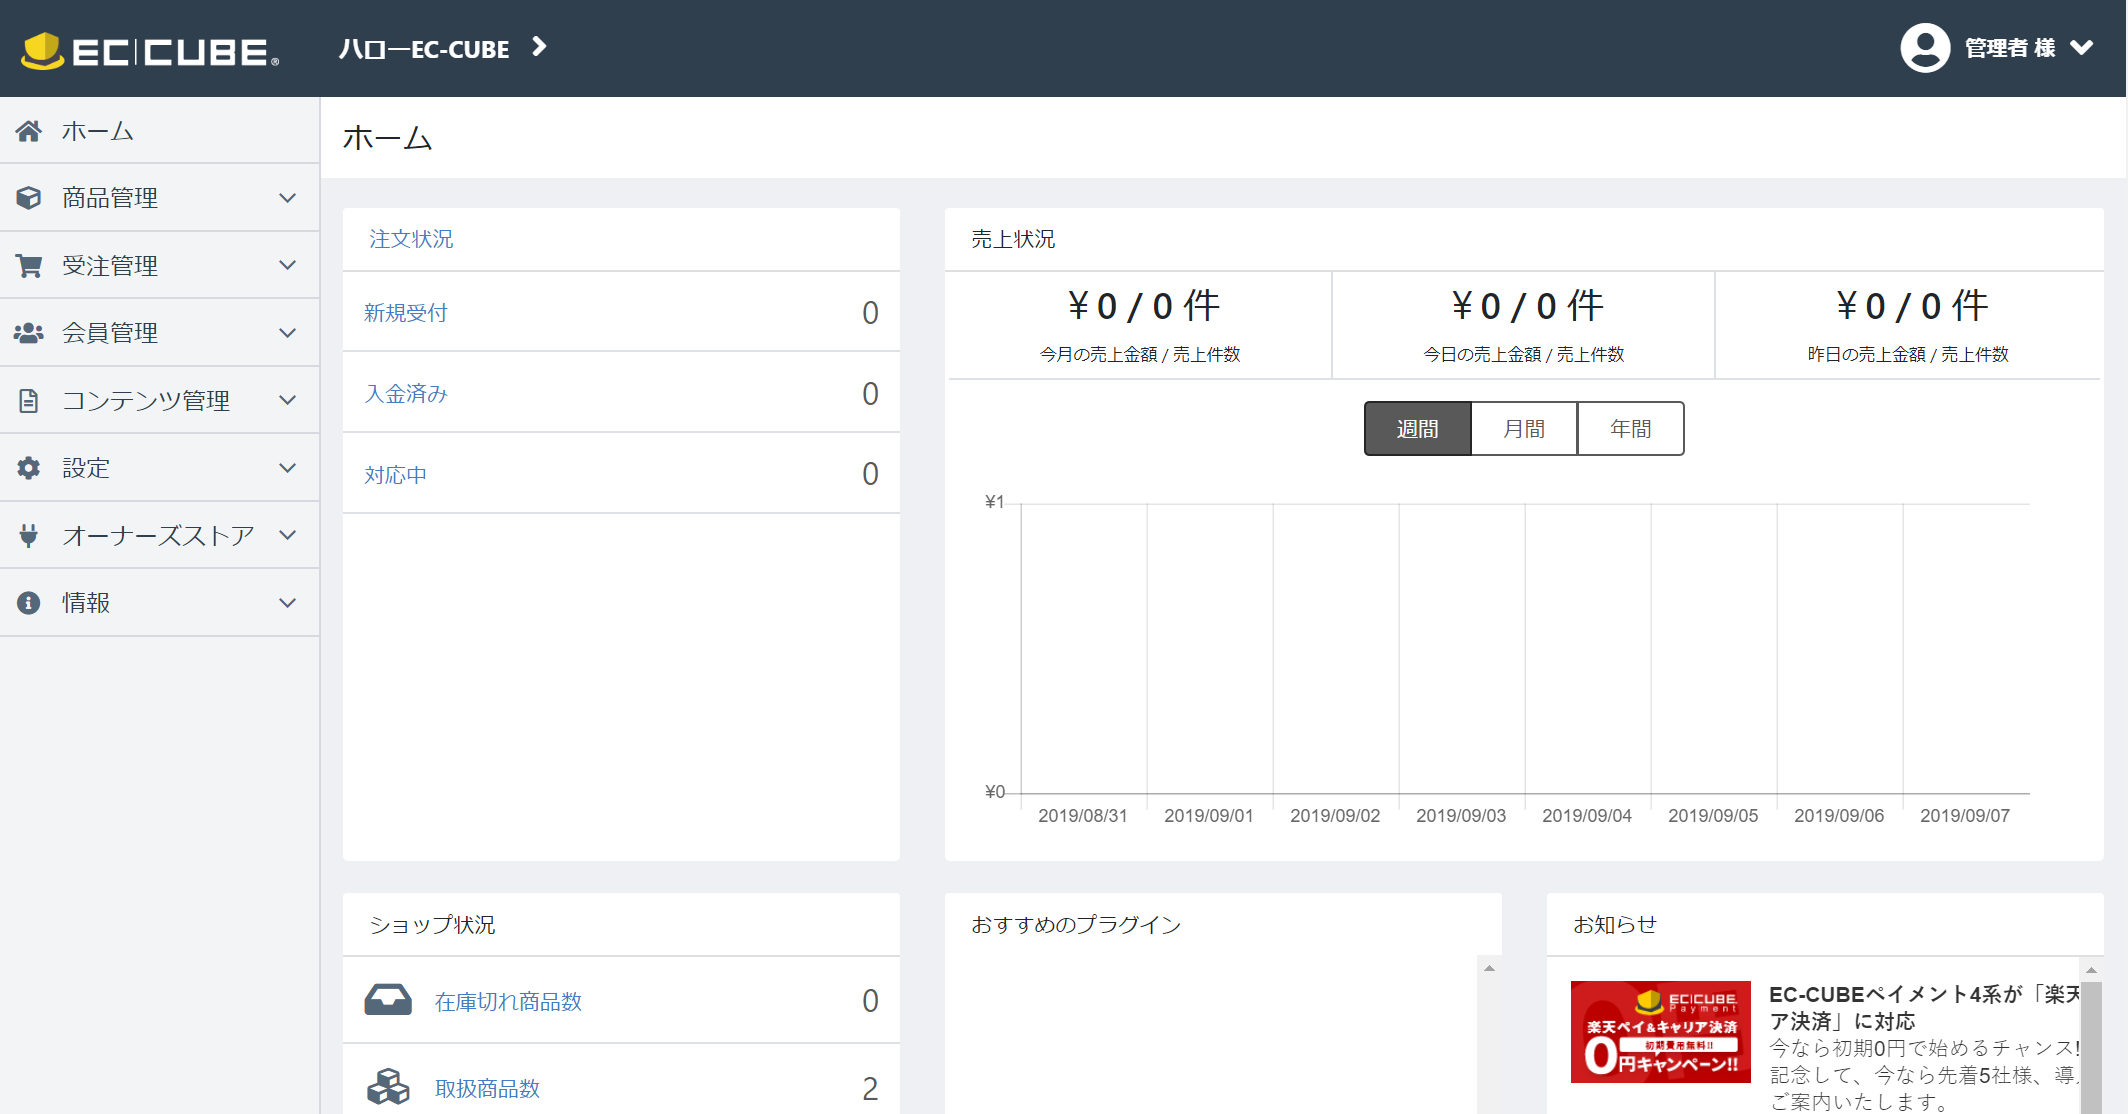 EC CUBE®
ハローEC-CUBE
管理者 様
ホーム
商品管理
受注管理
会員管理
コンテンツ管理
設定
オーナーズストア
情報
ホーム
注文状況
新規受付 0
入金済み 0
対応中 0
売上状況
¥ 0 / 0 件
今月の売上金額 / 売上件数
¥ 0 / 0 件
今日の売上金額 / 売上件数
¥ 0 / 0 件
昨日の売上金額 / 売上件数
週間 月間 年間
¥1
¥0
2019/08/31 2019/09/01 2019/09/02 2019/09/03 2019/09/04 2019/09/05 2019/09/06 2019/09/07
ショップ状況
在庫切れ商品数 0
取扱商品数 2
おすすめのプラグイン
お知らせ
EC CUBE
Payment
楽天ペイ&キャリア決済
初期費用無料!!
0円キャンペーン!!
EC-CUBEペイメント4系が「楽天
ア決済」に対応
今なら初期0円で始めるチャンス!
記念して、今なら先着5社様、導
ご案内いたします。